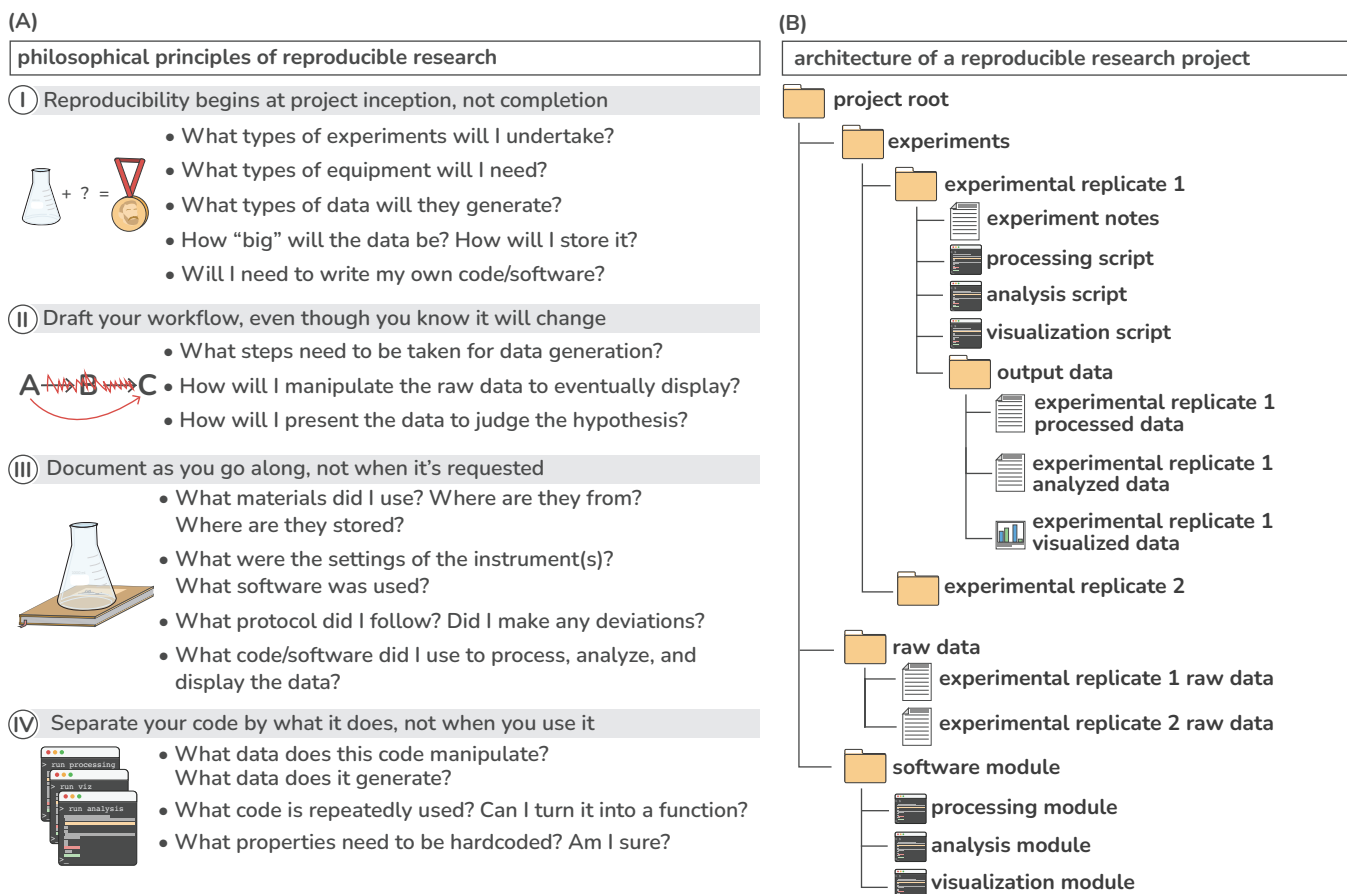 (A)
philosophical principles of reproducible research
I Reproducibility begins at project inception, not completion
• What types of experiments will I undertake?
• What types of equipment will I need?
+ ? =
• What types of data will they generate?
• How “big” will the data be? How will I store it?
• Will I need to write my own code/software?
II Draft your workflow, even though you know it will change
• What steps need to be taken for data generation?
A B C
• How will I manipulate the raw data to eventually display?
• How will I present the data to judge the hypothesis?
III Document as you go along, not when it’s requested
• What materials did I use? Where are they from?
Where are they stored?
• What were the settings of the instrument(s)?
What software was used?
• What protocol did I follow? Did I make any deviations?
• What code/software did I use to process, analyze, and
display the data?
IV Separate your code by what it does, not when you use it
> run processing
> run viz
> run analysis
>_
• What data does this code manipulate?
What data does it generate?
• What code is repeatedly used? Can I turn it into a function?
• What properties need to be hardcoded? Am I sure?
(B)
architecture of a reproducible research project
project root
experiments
experimental replicate 1
experiment notes
processing script
analysis script
visualization script
output data
experimental replicate 1
processed data
experimental replicate 1
analyzed data
experimental replicate 1
visualized data
experimental replicate 2
raw data
experimental replicate 1 raw data
experimental replicate 2 raw data
software module
processing module
analysis module
visualization module